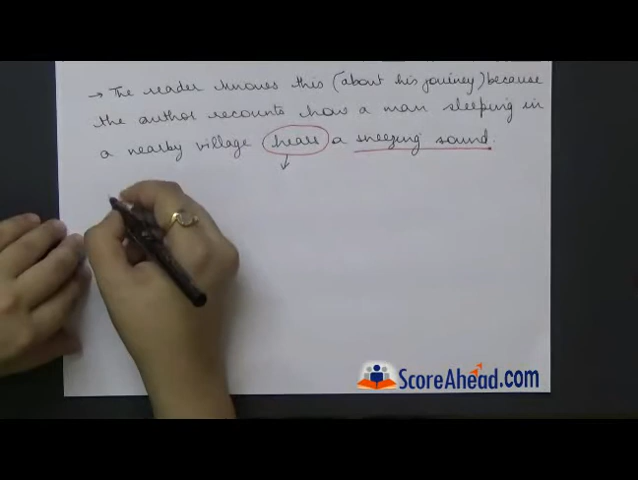 → The reader knows this (about his journey) because
the author recounts how a man sleeping in
a nearby village hears a sneezing sound.
ScoreAhead.com